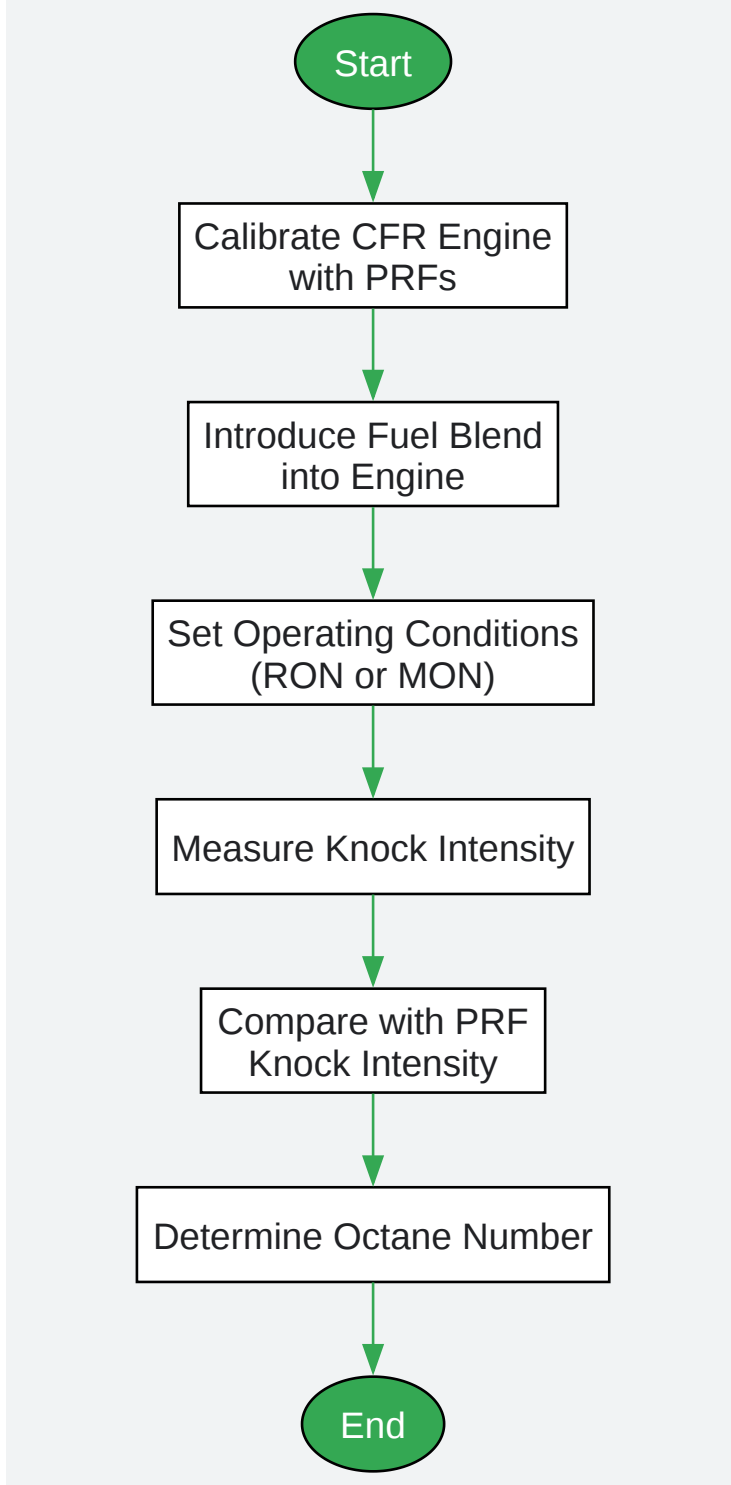 Start
Calibrate CFR Engine
with PRFs
Introduce Fuel Blend
into Engine
Set Operating Conditions
(RON or MON)
Measure Knock Intensity
Compare with PRF
Knock Intensity
Determine Octane Number
End